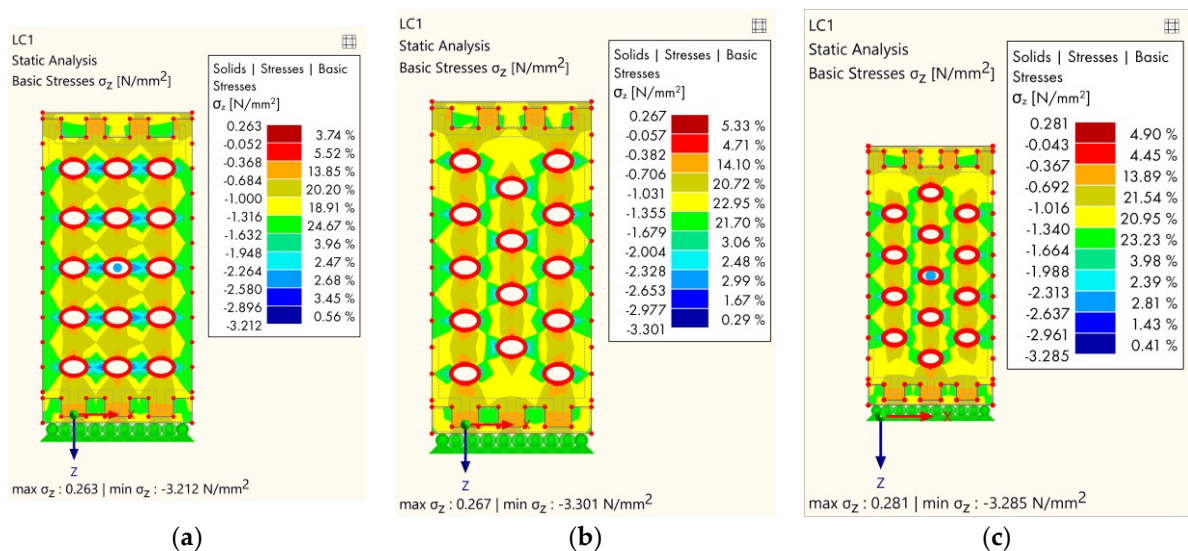 LC1
Static Analysis
Basic Stresses σz [N/mm²]
Solids | Stresses | Basic
Stresses
σz [N/mm²]
0.263
-0.052
-0.368
-0.684
-1.000
-1.316
-1.632
-1.948
-2.264
-2.580
-2.896
-3.212
3.74 %
5.52 %
13.85 %
20.20 %
18.91 %
24.67 %
3.96 %
2.47 %
2.68 %
3.45 %
0.56 %
X
Z
max σz : 0.263 | min σz : -3.212 N/mm²
(a)
LC1
Static Analysis
Basic Stresses σz [N/mm²]
Solids | Stresses | Basic
Stresses
σz [N/mm²]
0.267
-0.057
-0.382
-0.706
-1.031
-1.355
-1.679
-2.004
-2.328
-2.653
-2.977
-3.301
5.33 %
4.71 %
14.10 %
20.72 %
22.95 %
21.70 %
3.06 %
2.48 %
2.99 %
1.67 %
0.29 %
X
Z
max σz : 0.267 | min σz : -3.301 N/mm²
(b)
LC1
Static Analysis
Basic Stresses σz [N/mm²]
Solids | Stresses | Basic
Stresses
σz [N/mm²]
0.281
-0.043
-0.367
-0.692
-1.016
-1.340
-1.664
-1.988
-2.313
-2.637
-2.961
-3.285
4.90 %
4.45 %
13.89 %
21.54 %
20.95 %
23.23 %
3.98 %
2.39 %
2.81 %
1.43 %
0.41 %
X
Z
max σz : 0.281 | min σz : -3.285 N/mm²
(c)